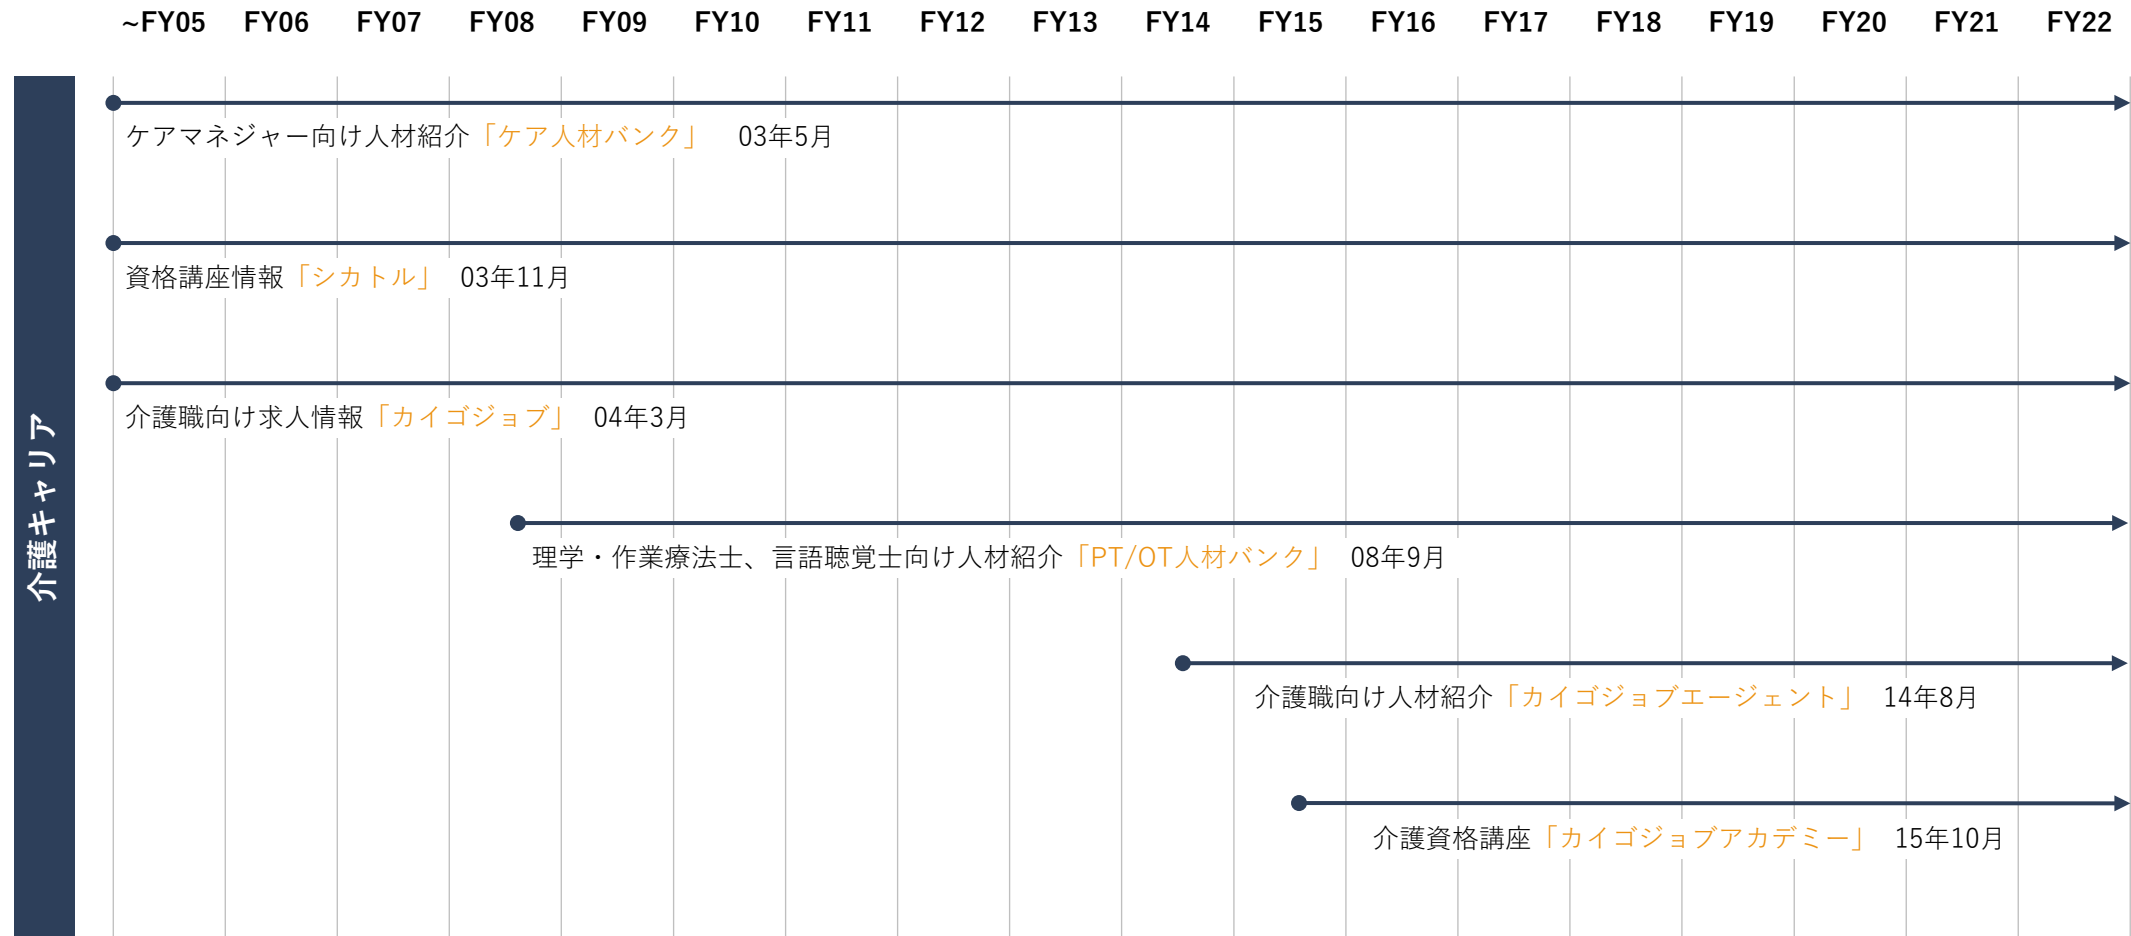 ~FY05 FY06 FY07 FY08 FY09 FY10 FY11 FY12 FY13 FY14 FY15 FY16 FY17 FY18 FY19 FY20 FY21 FY22
介護キャリア
ケアマネジャー向け人材紹介「ケア人材バンク」 03年5月
資格講座情報「シカトル」 03年11月
介護職向け求人情報「カイゴジョブ」 04年3月
理学・作業療法士、言語聴覚士向け人材紹介「PT/OT人材バンク」 08年9月
介護職向け人材紹介「カイゴジョブエージェント」 14年8月
介護資格講座「カイゴジョブアカデミー」 15年10月